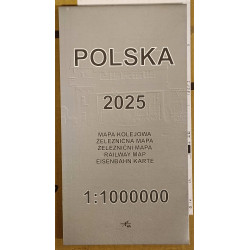 POLSKA
2025
MAPA KOLEJOWA
ŽELEZNIČNÁ MAPA
ŽELEZNIČNÍ MAPA
RAILWAY MAP
EISENBAHN KARTE
1:1000000